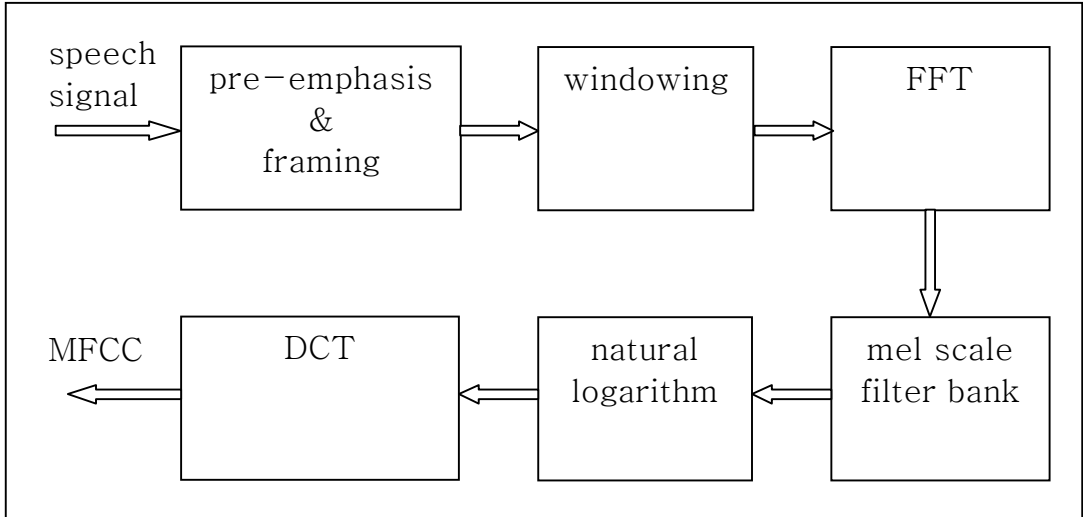 speech
signal
pre-emphasis
&
framing
windowing
FFT
mel scale
filter bank
natural
logarithm
DCT
MFCC